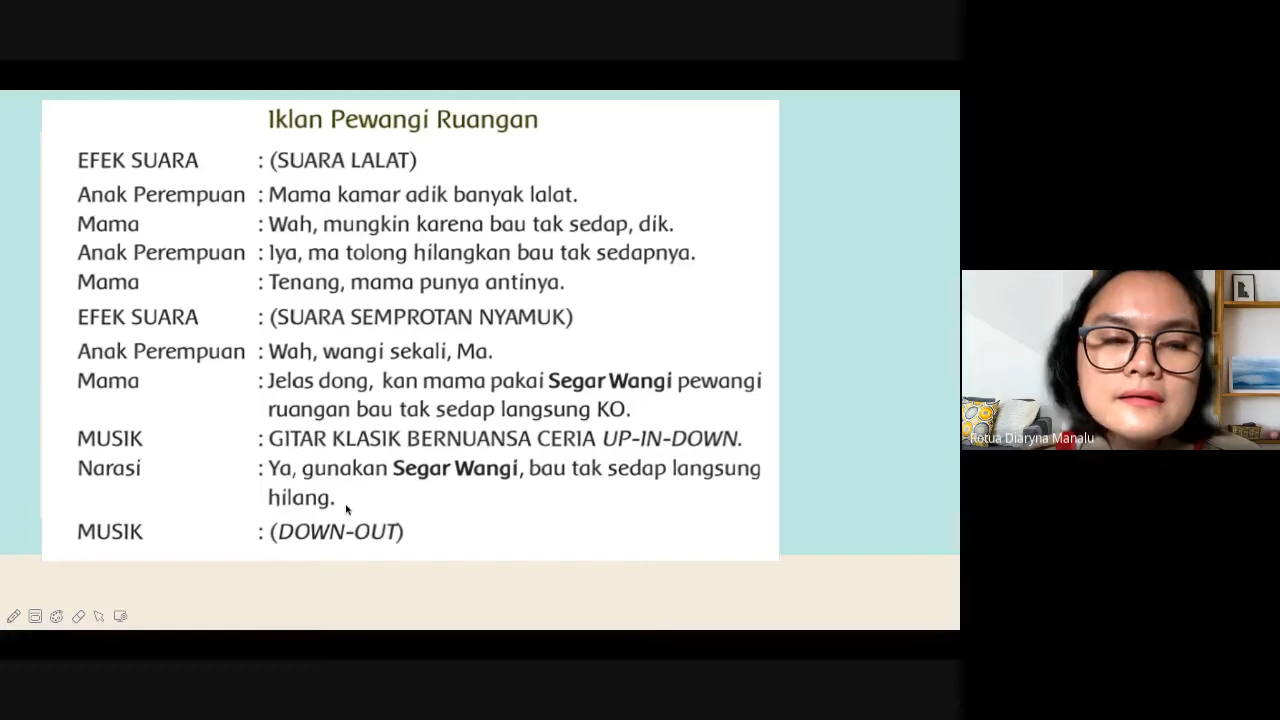 Iklan Pewangi Ruangan
EFEK SUARA : (SUARA LALAT)
Anak Perempuan : Mama kamar adik banyak lalat.
Mama : Wah, mungkin karena bau tak sedap, dik.
Anak Perempuan : Iya, ma tolong hilangkan bau tak sedapnya.
Mama : Tenang, mama punya antinya.
EFEK SUARA : (SUARA SEMPROTAN NYAMUK)
Anak Perempuan : Wah, wangi sekali, Ma.
Mama : Jelas dong, kan mama pakai Segar Wangi pewangi
ruangan bau tak sedap langsung KO.
MUSIK : GITAR KLASIK BERNUANSA CERIA UP-IN-DOWN.
Narasi : Ya, gunakan Segar Wangi, bau tak sedap langsung
hilang.
MUSIK : (DOWN-OUT)
Rotua Diaryna Manalu